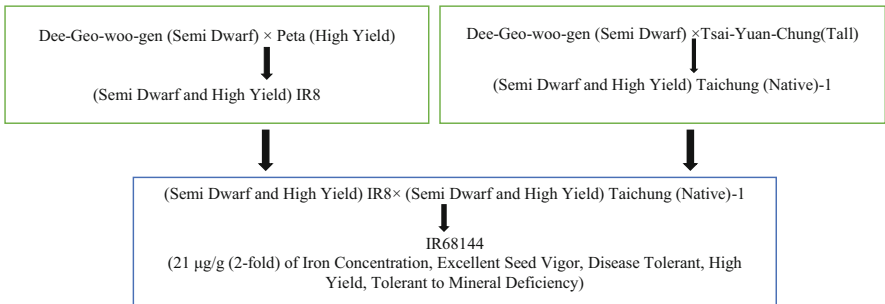 Dee-Geo-woo-gen (Semi Dwarf) × Peta (High Yield)
(Semi Dwarf and High Yield) IR8
Dee-Geo-woo-gen (Semi Dwarf) ×Tsai-Yuan-Chung(Tall)
(Semi Dwarf and High Yield) Taichung (Native)-1
(Semi Dwarf and High Yield) IR8× (Semi Dwarf and High Yield) Taichung (Native)-1
IR68144
(21 μg/g (2-fold) of Iron Concentration, Excellent Seed Vigor, Disease Tolerant, High
Yield, Tolerant to Mineral Deficiency)